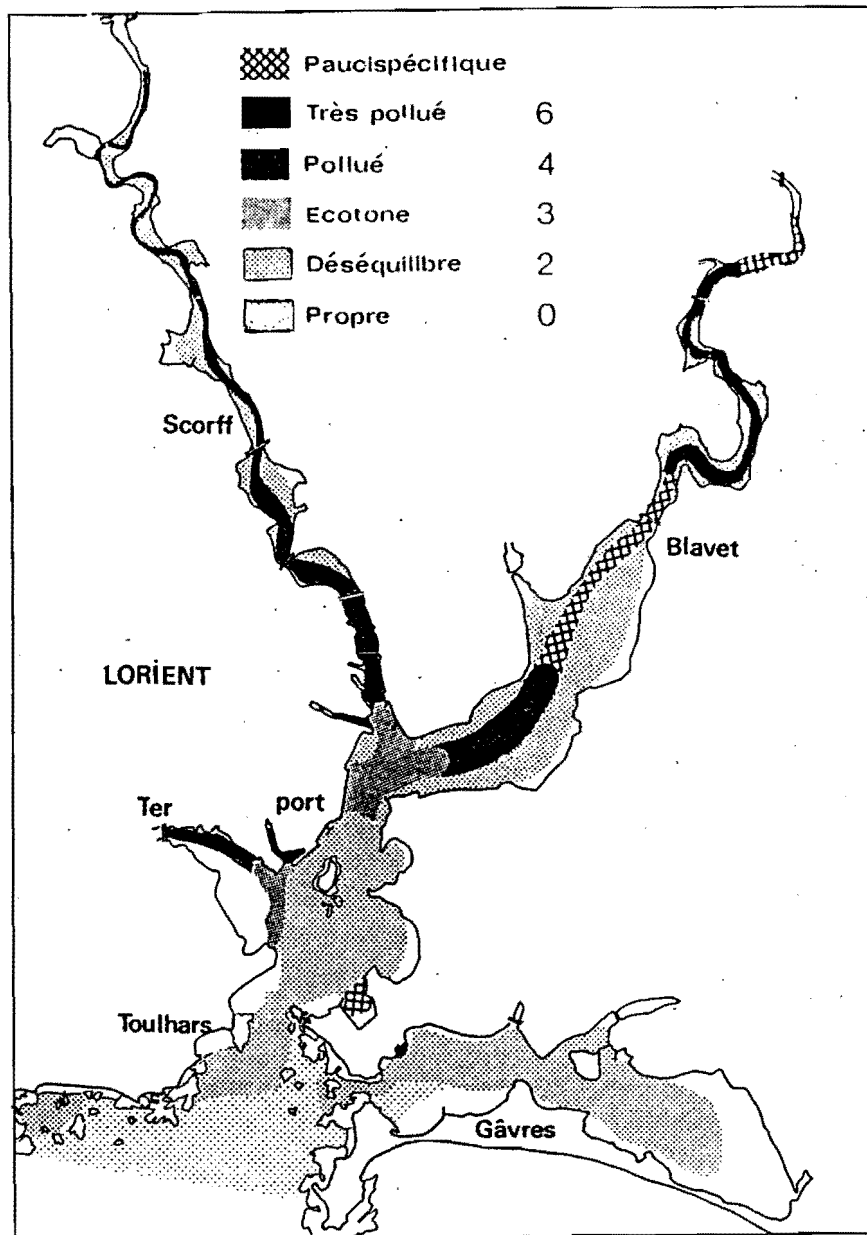 Paucispécifique
Très pollué 6
Pollué 4
Ecotone 3
Déséquilibre 2
Propre 0
Scorff
Blavet
LORIENT
Ter
port
Toulhars
Gâvres